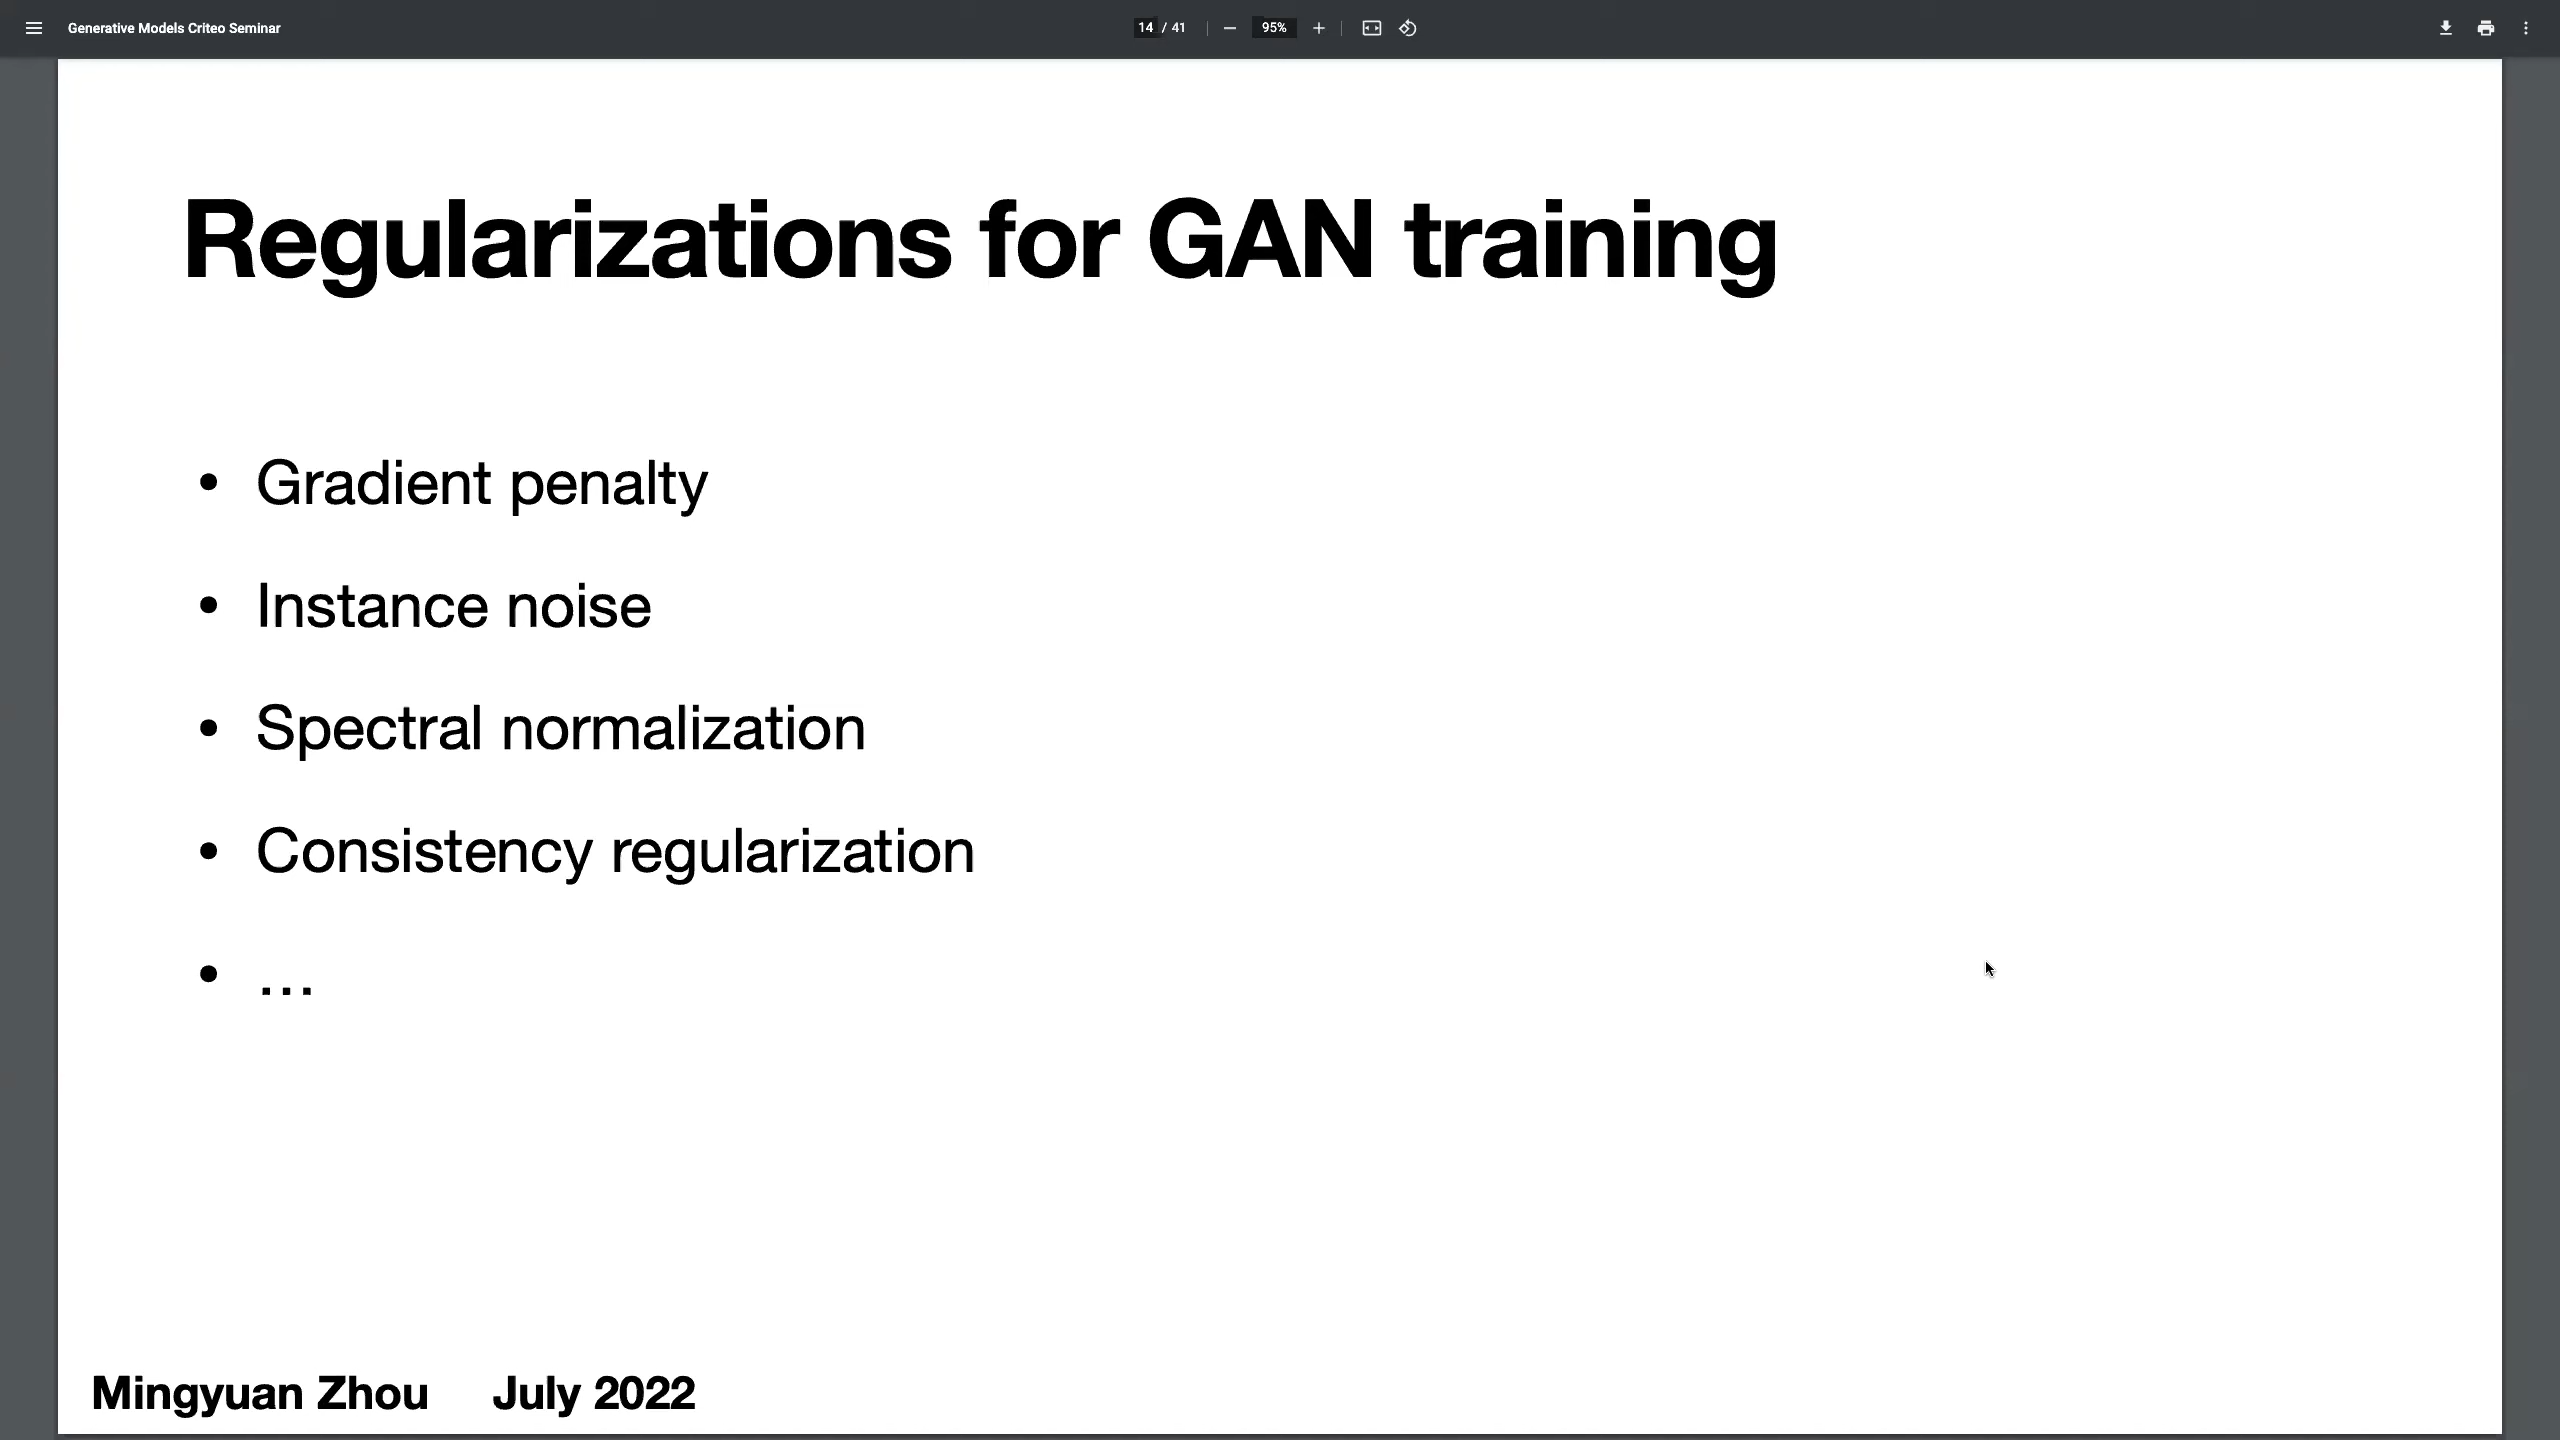 Generative Models Criteo Seminar
14 / 41
95%
Regularizations for GAN training
• Gradient penalty
• Instance noise
• Spectral normalization
• Consistency regularization
• …
Mingyuan Zhou July 2022